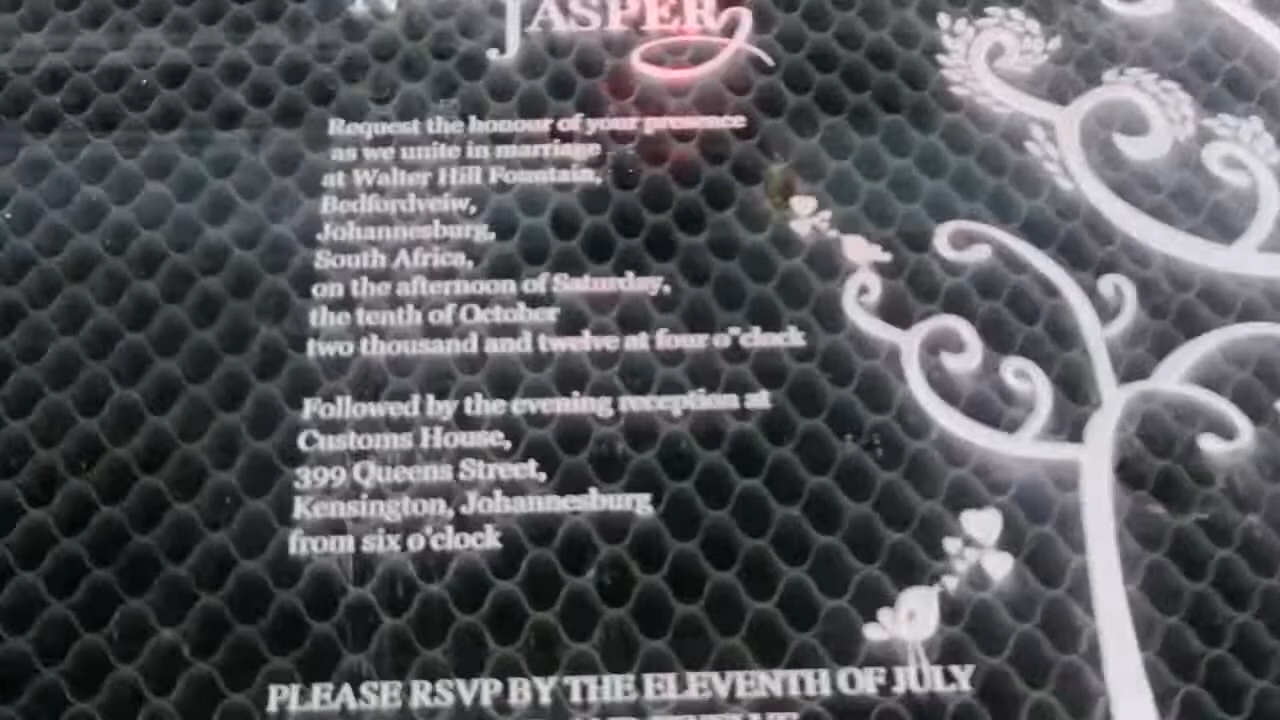 JASPER
Request the honour of your presence
as we unite in marriage
at Walter Hill Fountain,
Bedfordveiw,
Johannesburg,
South Africa,
on the afternoon of Saturday,
the tenth of October
two thousand and twelve at four o"clock
Followed by the evening reception at
Customs House,
399 Queens Street,
Kensington, Johannesburg
from six o'clock
PLEASE RSVP BY THE ELEVENTH OF JULY